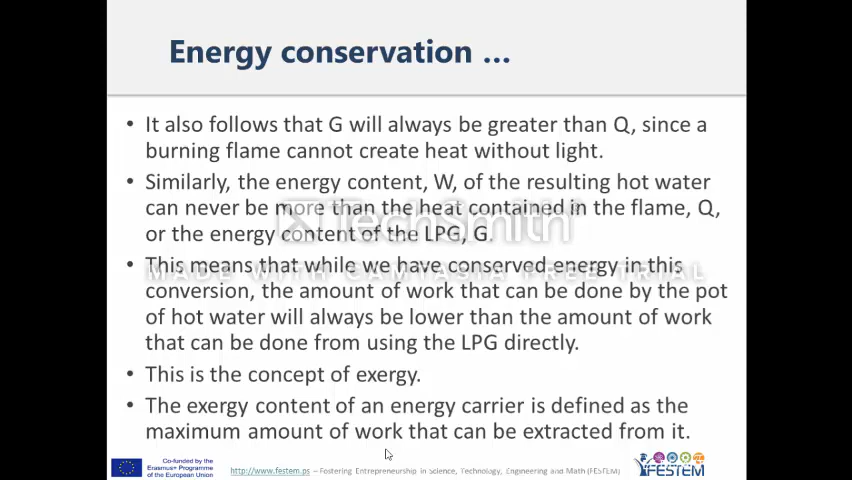 Energy conservation ...
• It also follows that G will always be greater than Q, since a
burning flame cannot create heat without light.
• Similarly, the energy content, W, of the resulting hot water
can never be more than the heat contained in the flame, Q,
or the energy content of the LPG, G.
TechSmith
• This means that while we have conserved energy in this
MADE WITH CAMTASIA FREE TRIAL
conversion, the amount of work that can be done by the pot
of hot water will always be lower than the amount of work
that can be done from using the LPG directly.
• This is the concept of exergy.
• The exergy content of an energy carrier is defined as the
maximum amount of work that can be extracted from it.
Co-funded by the
Erasmus+ Programme
of the European Union
http://www.festem.ps – Fostering Entrepreneurship in Science, Technology, Engineering and Math (FESTEM)
FESTEM